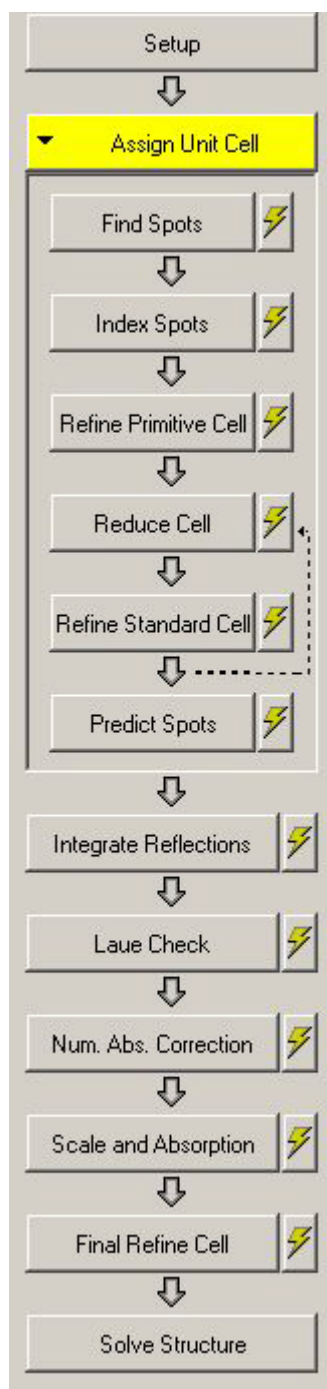 Setup
Assign Unit Cell
Find Spots
Index Spots
Refine Primitive Cell
Reduce Cell
Refine Standard Cell
Predict Spots
Integrate Reflections
Laue Check
Num. Abs. Correction
Scale and Absorption
Final Refine Cell
Solve Structure